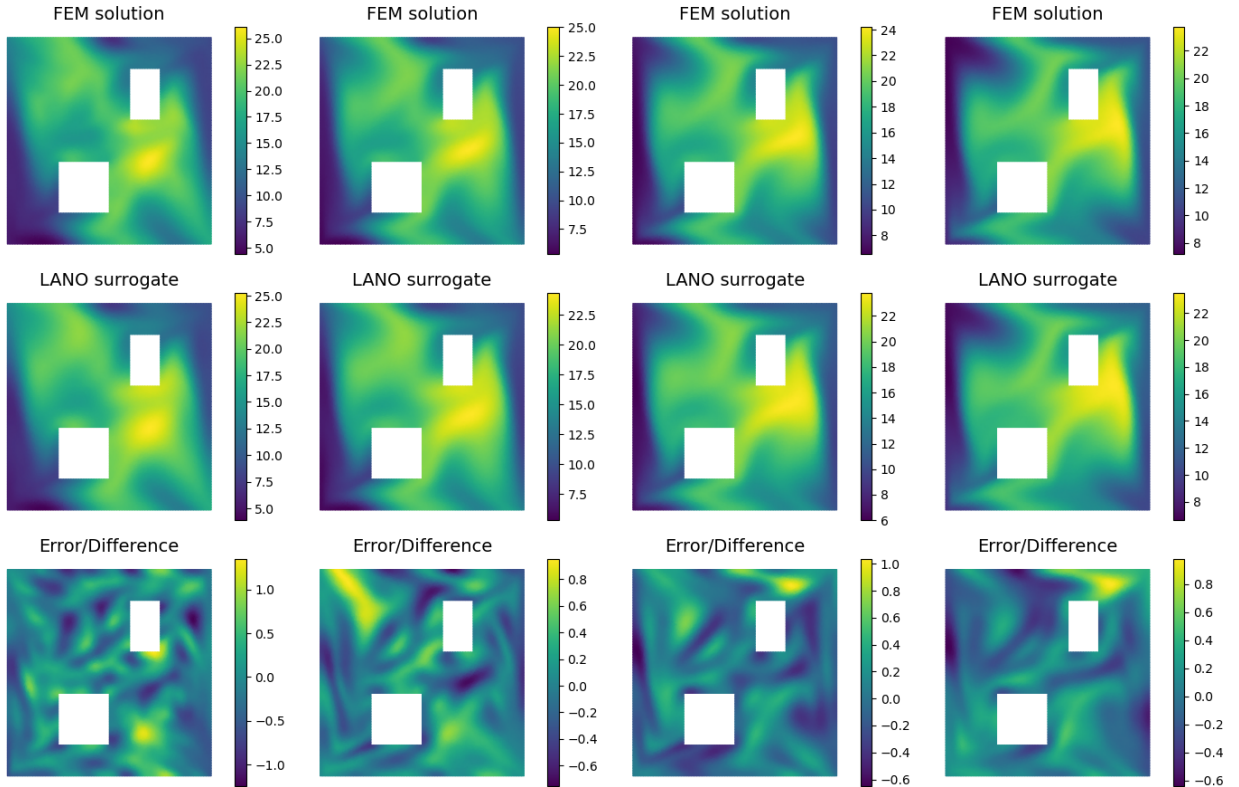 FEM solution FEM solution FEM solution FEM solution
25.0 25.0 24 22
22.5 22.5 22 20
20.0 20.0 20 18
17.5 17.5 18 16
15.0 15.0 16 14
12.5 12.5 14 12
10.0 10.0 12 10
7.5 7.5 10 8
5.0 8
LANO surrogate LANO surrogate LANO surrogate LANO surrogate
25.0 22.5 22 22
22.5 20.0 20 20
20.0 17.5 18 18
17.5 15.0 16 16
15.0 12.5 14 14
12.5 10.0 12 12
10.0 7.5 10 10
7.5 8 8
5.0 6
Error/Difference Error/Difference Error/Difference Error/Difference
1.0 0.8 1.0 0.8
0.5 0.6 0.8 0.6
0.0 0.4 0.6 0.4
−0.5 0.2 0.4 0.2
−1.0 0.0 0.2 0.0
−0.2 0.0 −0.2
−0.4 −0.2 −0.4
−0.6 −0.4 −0.6
−0.6